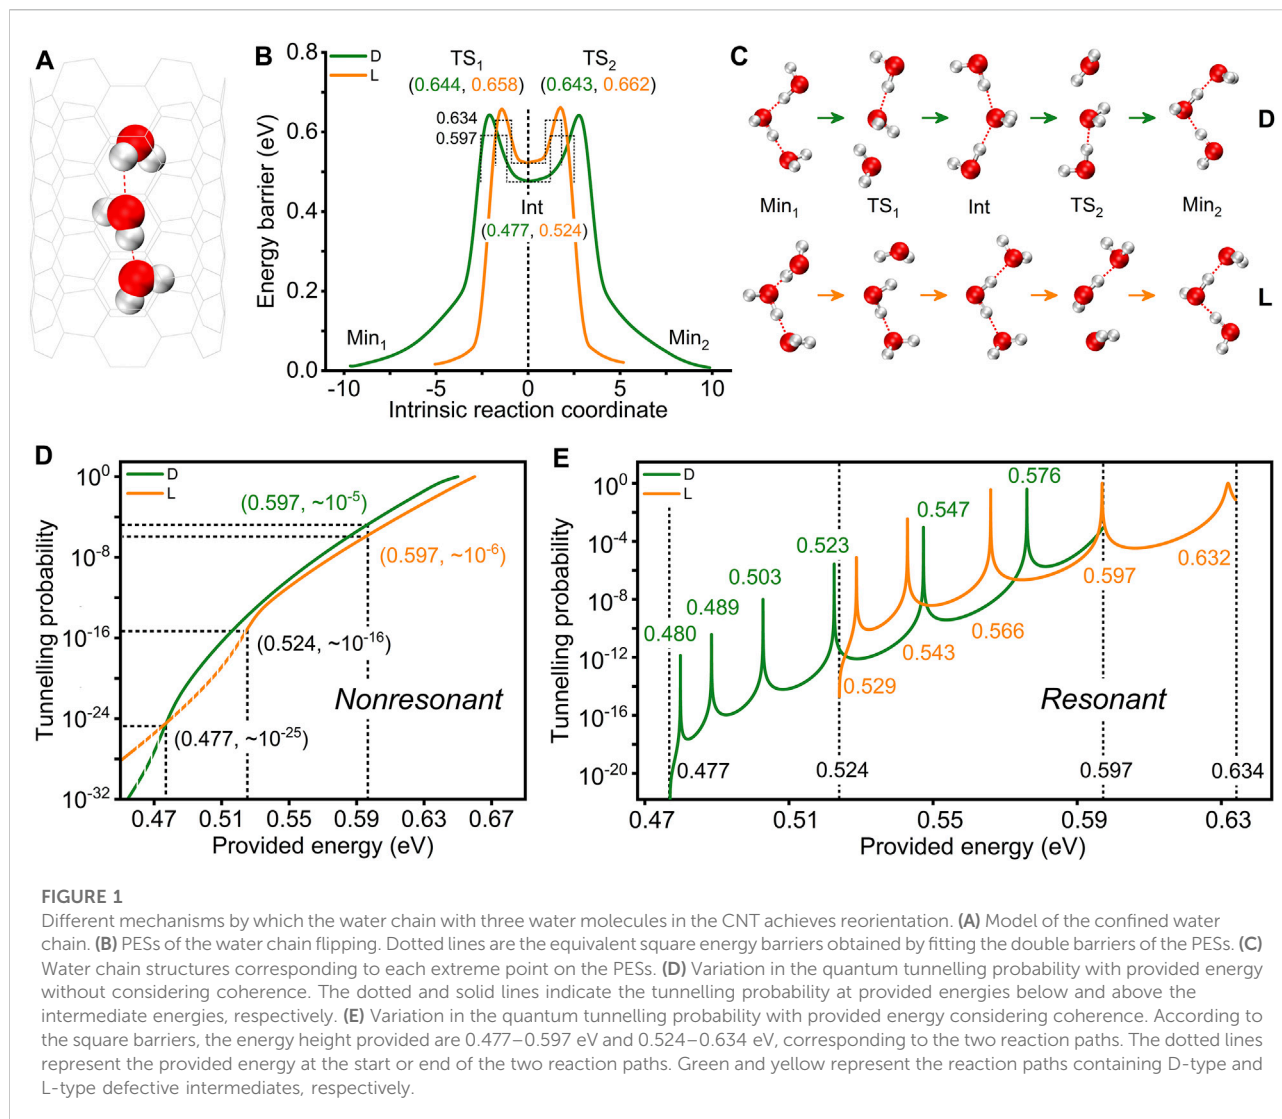 A
B
Energy barrier (eV)
0.8
0.6
0.4
0.2
0.0
D
L
TS1
(0.644, 0.658)
TS2
(0.643, 0.662)
0.634
0.597
Int
(0.477, 0.524)
Min1
Min2
-10
-5
0
5
10
Intrinsic reaction coordinate
C
D
Min1
TS1
Int
TS2
Min2
L
D
Tunnelling probability
10^0
10^-8
10^-16
10^-24
10^-32
D
L
(0.597, ~10^-5)
(0.597, ~10^-6)
(0.524, ~10^-16)
Nonresonant
(0.477, ~10^-25)
0.47
0.51
0.55
0.59
0.63
0.67
Provided energy (eV)
E
Tunnelling probability
10^0
10^-4
10^-8
10^-12
10^-16
10^-20
D
L
0.480
0.489
0.503
0.523
0.547
0.576
0.529
0.543
0.566
0.597
0.632
Resonant
0.477
0.524
0.597
0.634
0.47
0.51
0.55
0.59
0.63
Provided energy (eV)
FIGURE 1
Different mechanisms by which the water chain with three water molecules in the CNT achieves reorientation. (A) Model of the confined water
chain. (B) PESs of the water chain flipping. Dotted lines are the equivalent square energy barriers obtained by fitting the double barriers of the PESs. (C)
Water chain structures corresponding to each extreme point on the PESs. (D) Variation in the quantum tunnelling probability with provided energy
without considering coherence. The dotted and solid lines indicate the tunnelling probability at provided energies below and above the
intermediate energies, respectively. (E) Variation in the quantum tunnelling probability with provided energy considering coherence. According to
the square barriers, the energy height provided are 0.477–0.597 eV and 0.524–0.634 eV, corresponding to the two reaction paths. The dotted lines
represent the provided energy at the start or end of the two reaction paths. Green and yellow represent the reaction paths containing D-type and
L-type defective intermediates, respectively.